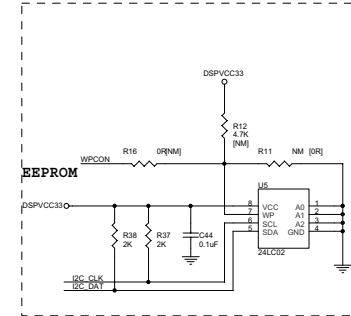 DSPVCC33
R12
4.7K
[NM]
R16 0R[NM] R11 NM [0R]
WPCON
EEPROM
U5
DSPVCC33
8 VCC A0 1
7 WP A1 2
6 SCL A2 3
5 SDA GND 4
24LC02
R38
2K
R37
2K
C44
0.1uF
I2C_CLK
I2C_DAT